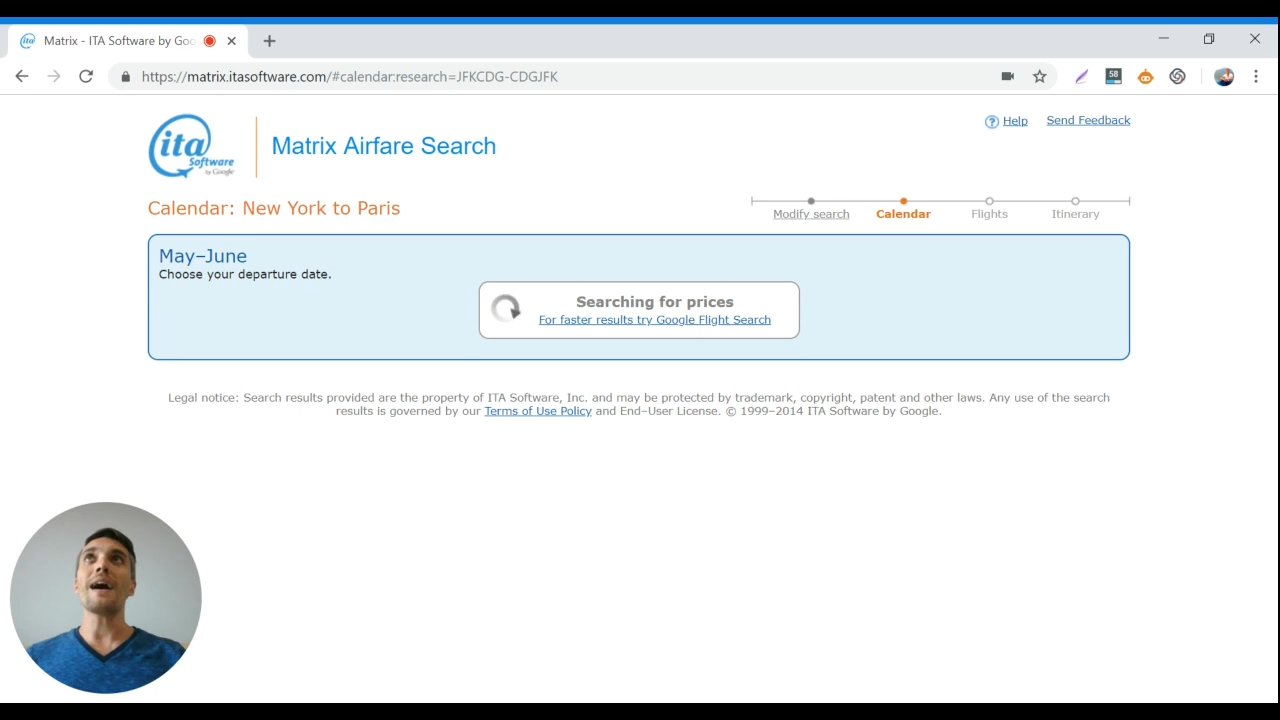 Matrix - ITA Software by Goo
https://matrix.itasoftware.com/#calendar:research=JFKCDG-CDGJFK
58
ita
Software
by Google
Matrix Airfare Search
Help
Send Feedback
Calendar: New York to Paris
Modify search
Calendar
Flights
Itinerary
May–June
Choose your departure date.
Searching for prices
For faster results try Google Flight Search
Legal notice: Search results provided are the property of ITA Software, Inc. and may be protected by trademark, copyright, patent and other laws. Any use of the search
results is governed by our Terms of Use Policy and End–User License. © 1999–2014 ITA Software by Google.